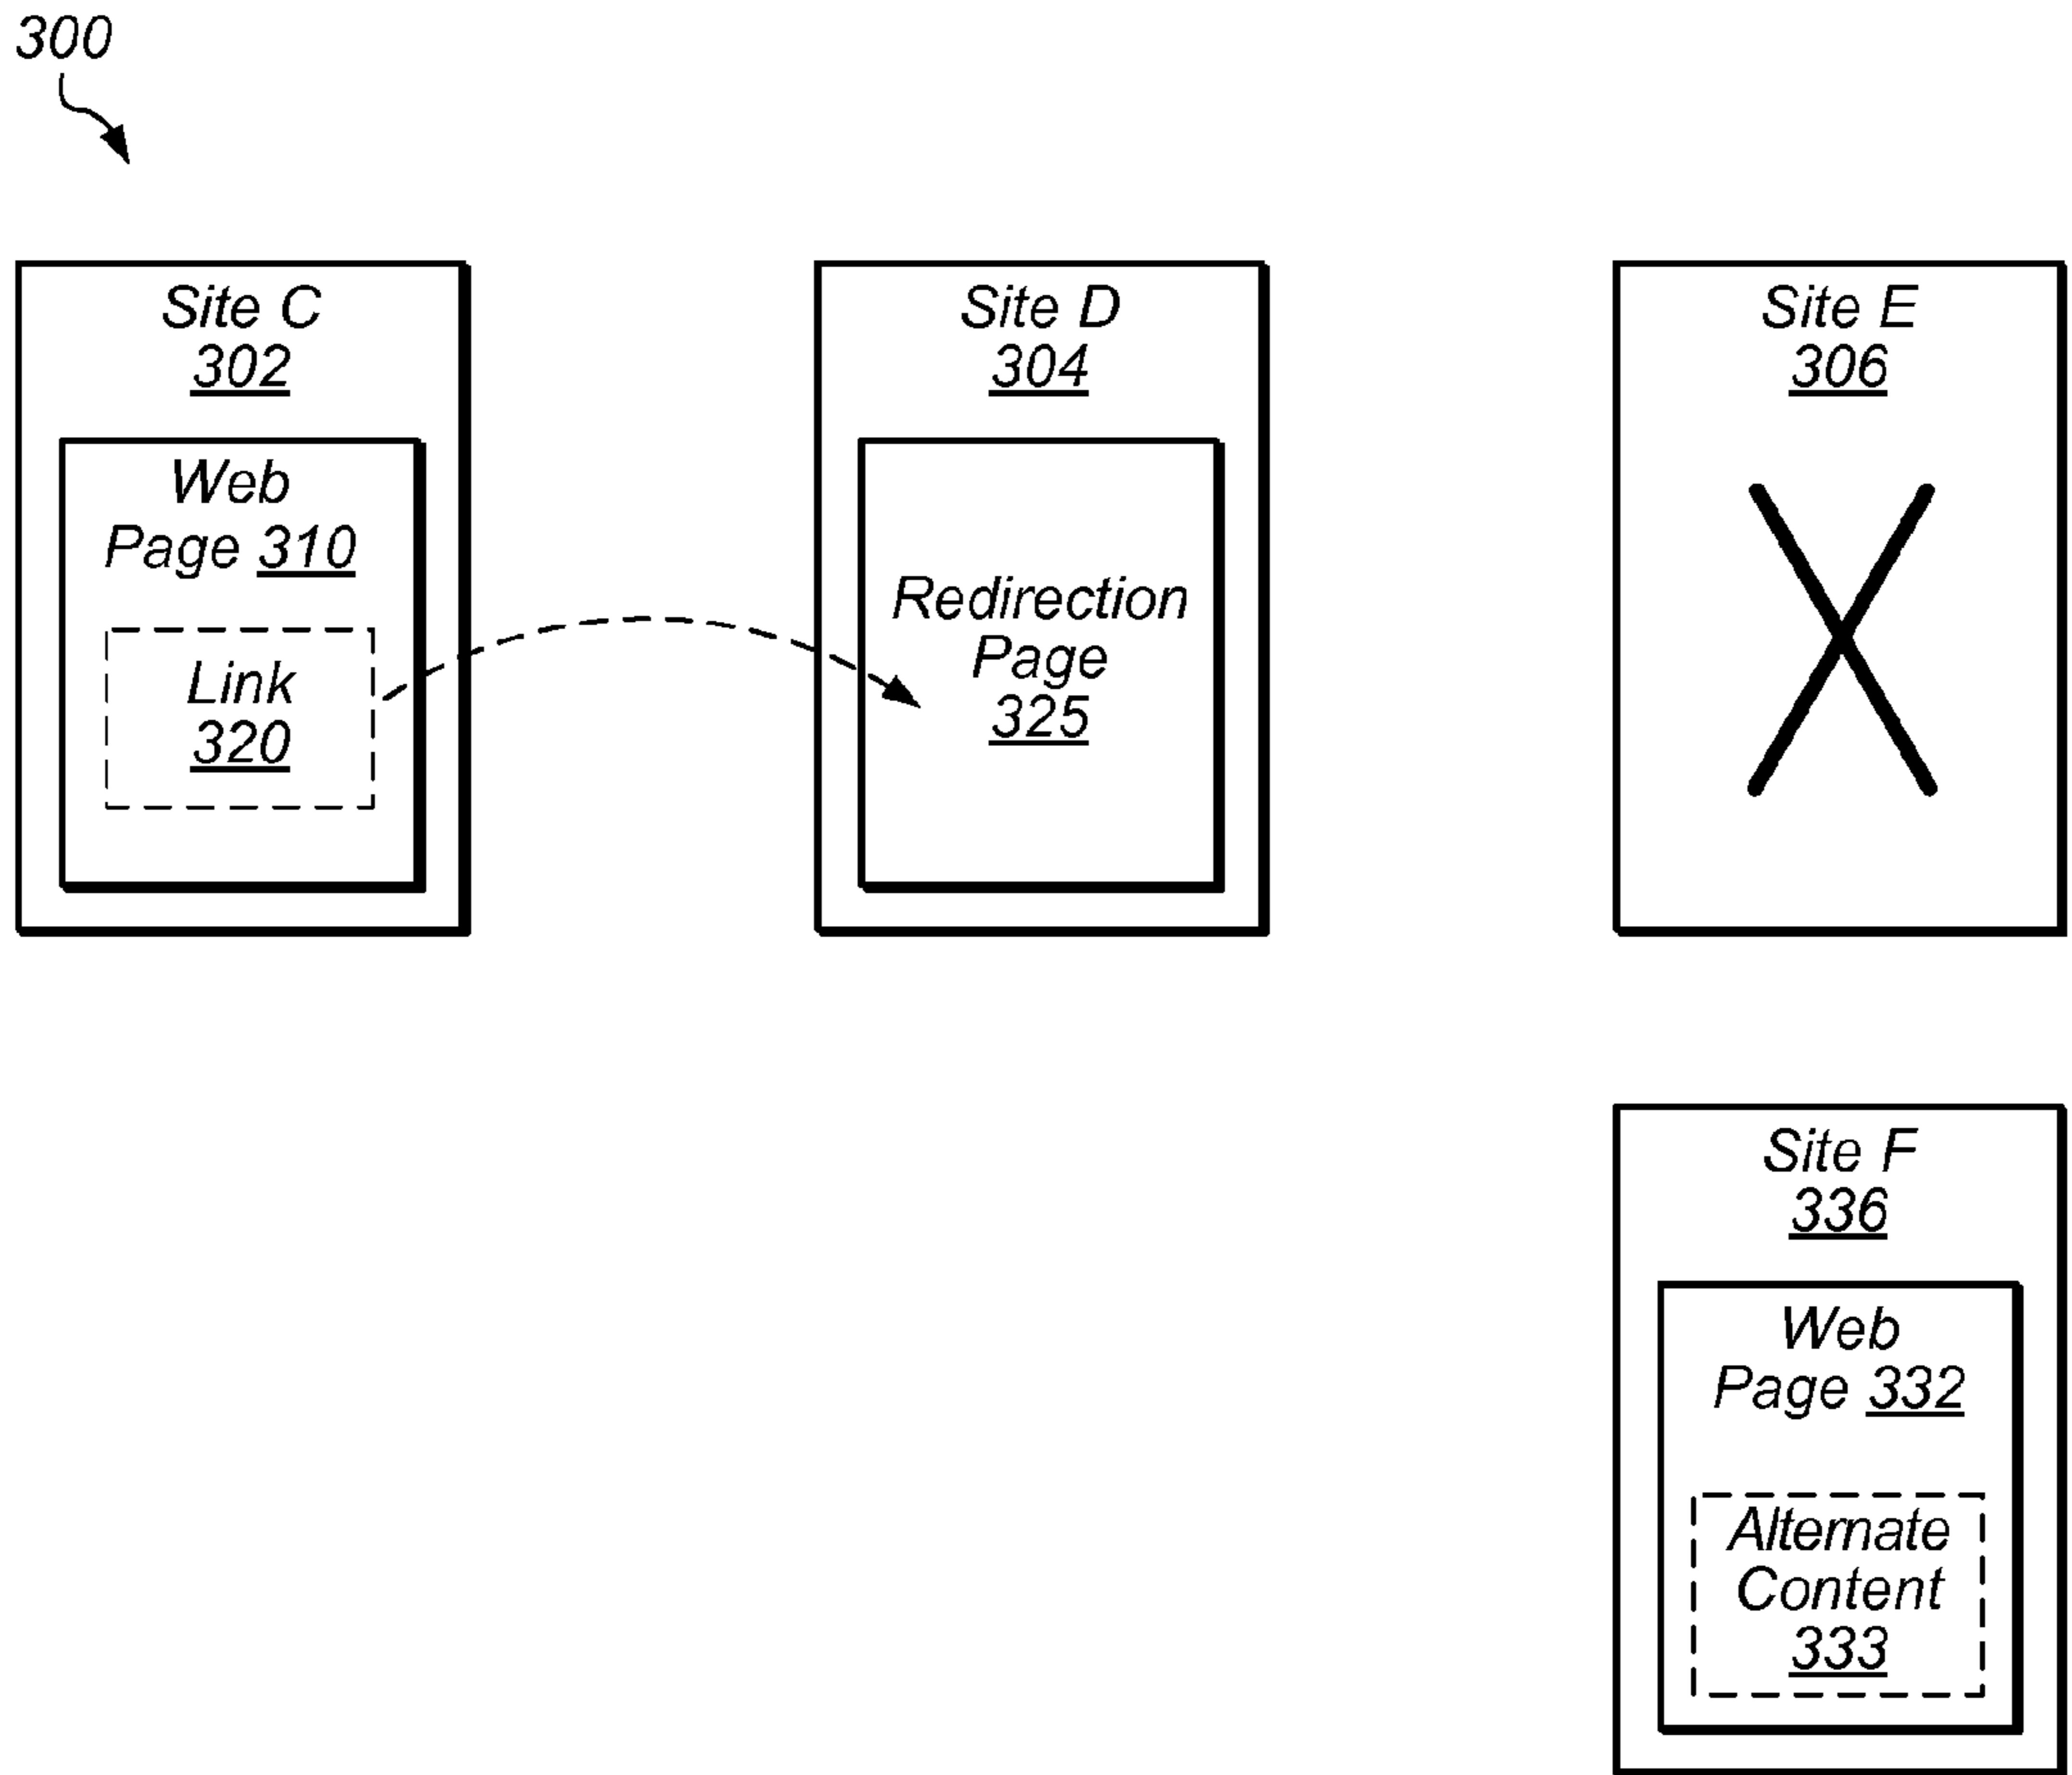 300
Site C
302
Web
Page 310
Link
320
Site D
304
Redirection
Page
325
Site E
306
Site F
336
Web
Page 332
Alternate
Content
333